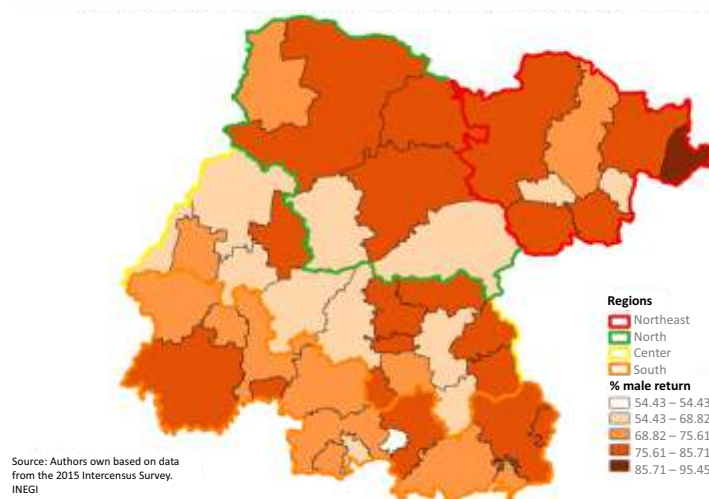 Regions
Northeast
North
Center
South
% male return
54.43 – 54.43
54.43 – 68.82
68.82 – 75.61
75.61 – 85.71
85.71 – 95.45
Source: Authors own based on data
from the 2015 Intercensus Survey.
INEGI